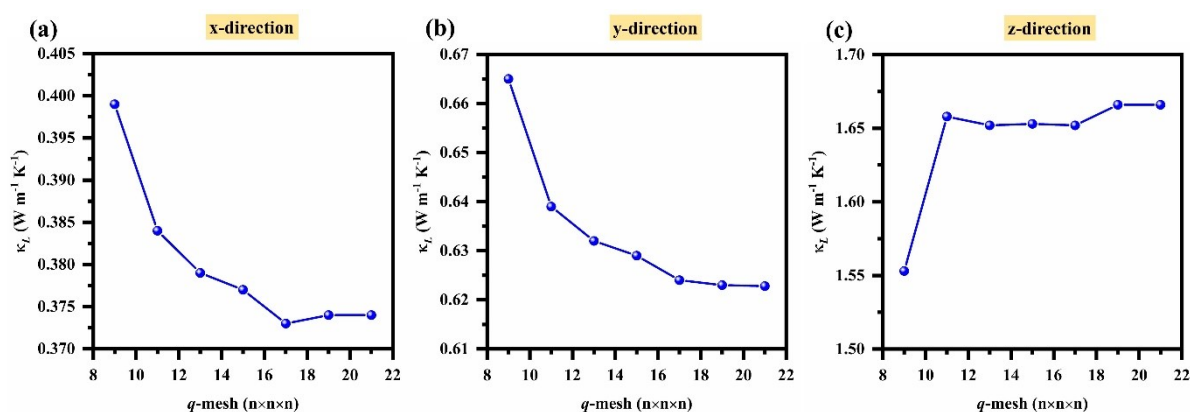 (a)
x-direction
0.405
0.400
0.395
0.390
0.385
0.380
0.375
0.370
κL (W m⁻¹ K⁻¹)
8 10 12 14 16 18 20 22
q-mesh (n×n×n)
(b)
y-direction
0.67
0.66
0.65
0.64
0.63
0.62
0.61
κL (W m⁻¹ K⁻¹)
8 10 12 14 16 18 20 22
q-mesh (n×n×n)
(c)
z-direction
1.70
1.65
1.60
1.55
1.50
κL (W m⁻¹ K⁻¹)
8 10 12 14 16 18 20 22
q-mesh (n×n×n)